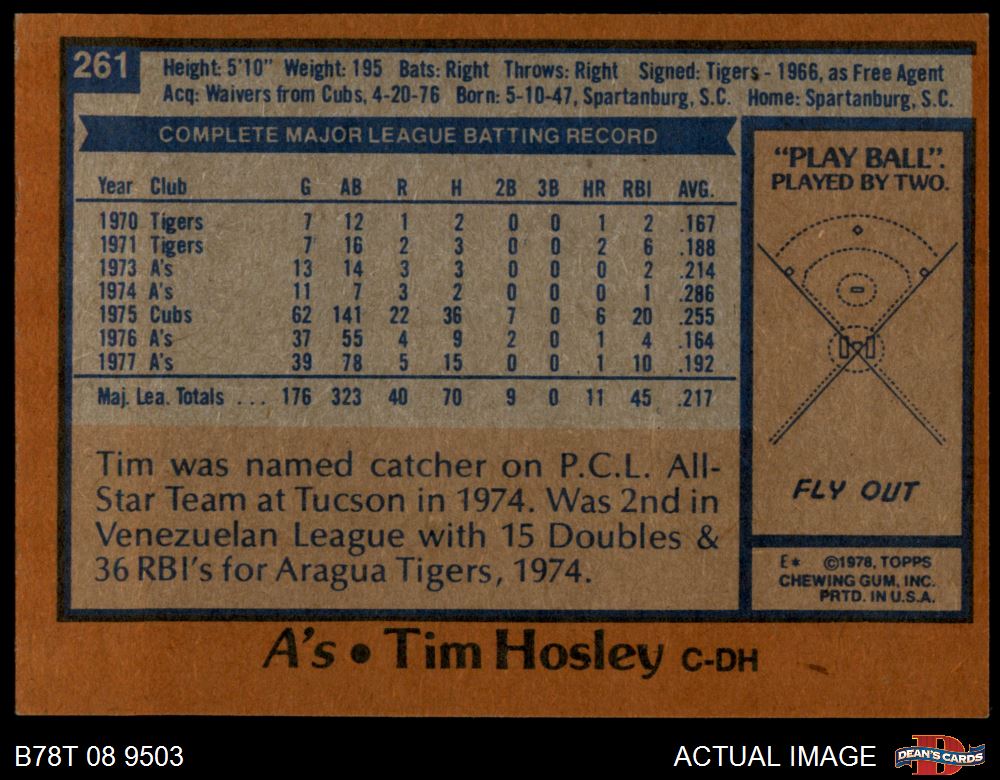 261
Height: 5'10" Weight: 195 Bats: Right Throws: Right Signed: Tigers - 1966, as Free Agent
Acq: Waivers from Cubs, 4-20-76 Born: 5-10-47, Spartanburg, S.C. Home: Spartanburg, S.C.
COMPLETE MAJOR LEAGUE BATTING RECORD
Year Club G AB R H 2B 3B HR RBI AVG.
1970 Tigers 7 12 1 2 0 0 1 2 .167
1971 Tigers 7 16 2 3 0 0 2 6 .188
1973 A's 13 14 3 3 0 0 0 2 .214
1974 A's 11 7 3 2 0 0 0 1 .286
1975 Cubs 62 141 22 36 7 0 6 20 .255
1976 A's 37 55 4 9 2 0 1 4 .164
1977 A's 39 78 5 15 0 0 1 10 .192
Maj. Lea. Totals ... 176 323 40 70 9 0 11 45 .217
Tim was named catcher on P.C.L. All-
Star Team at Tucson in 1974. Was 2nd in
Venezuelan League with 15 Doubles &
36 RBI's for Aragua Tigers, 1974.
"PLAY BALL".
PLAYED BY TWO.
FLY OUT
E* ©1978, TOPPS
CHEWING GUM, INC.
PRTD. IN U.S.A.
A's • Tim Hosley C-DH
B78T 08 9503
ACTUAL IMAGE
DEAN'S CARDS